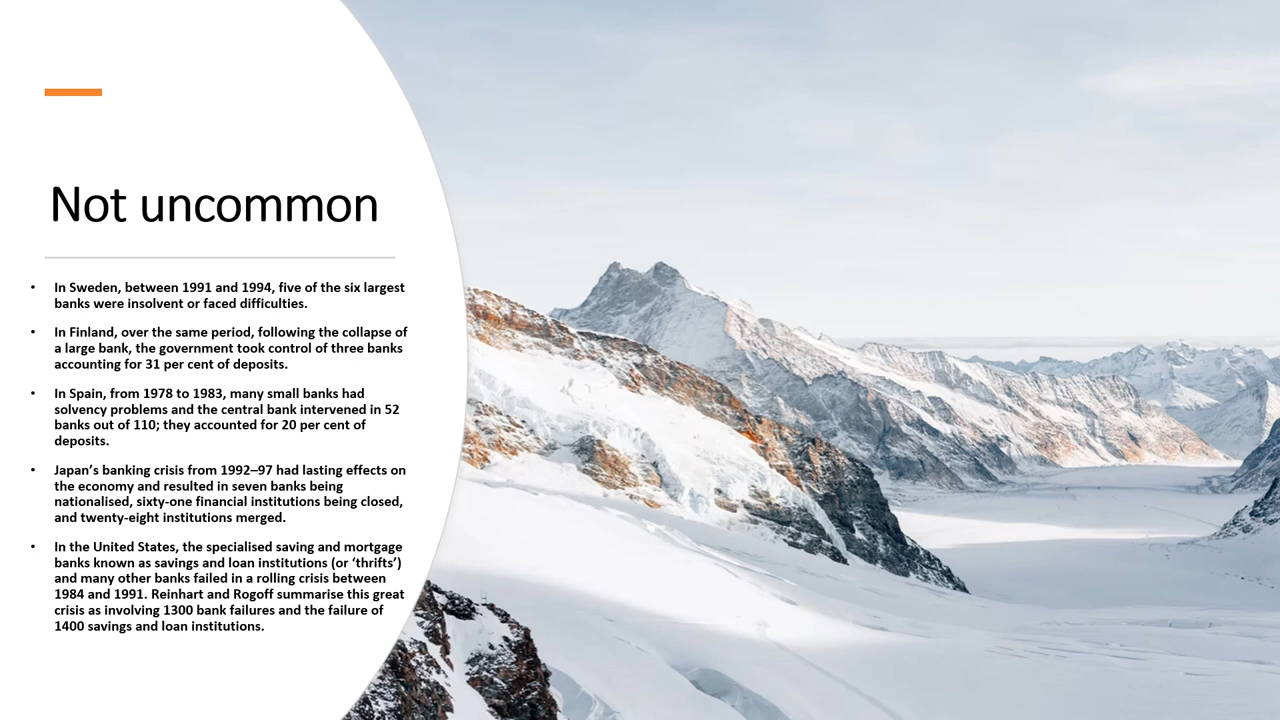 Not uncommon
• In Sweden, between 1991 and 1994, five of the six largest
banks were insolvent or faced difficulties.
• In Finland, over the same period, following the collapse of
a large bank, the government took control of three banks
accounting for 31 per cent of deposits.
• In Spain, from 1978 to 1983, many small banks had
solvency problems and the central bank intervened in 52
banks out of 110; they accounted for 20 per cent of
deposits.
• Japan’s banking crisis from 1992–97 had lasting effects on
the economy and resulted in seven banks being
nationalised, sixty-one financial institutions being closed,
and twenty-eight institutions merged.
• In the United States, the specialised saving and mortgage
banks known as savings and loan institutions (or ‘thrifts’)
and many other banks failed in a rolling crisis between
1984 and 1991. Reinhart and Rogoff summarise this great
crisis as involving 1300 bank failures and the failure of
1400 savings and loan institutions.